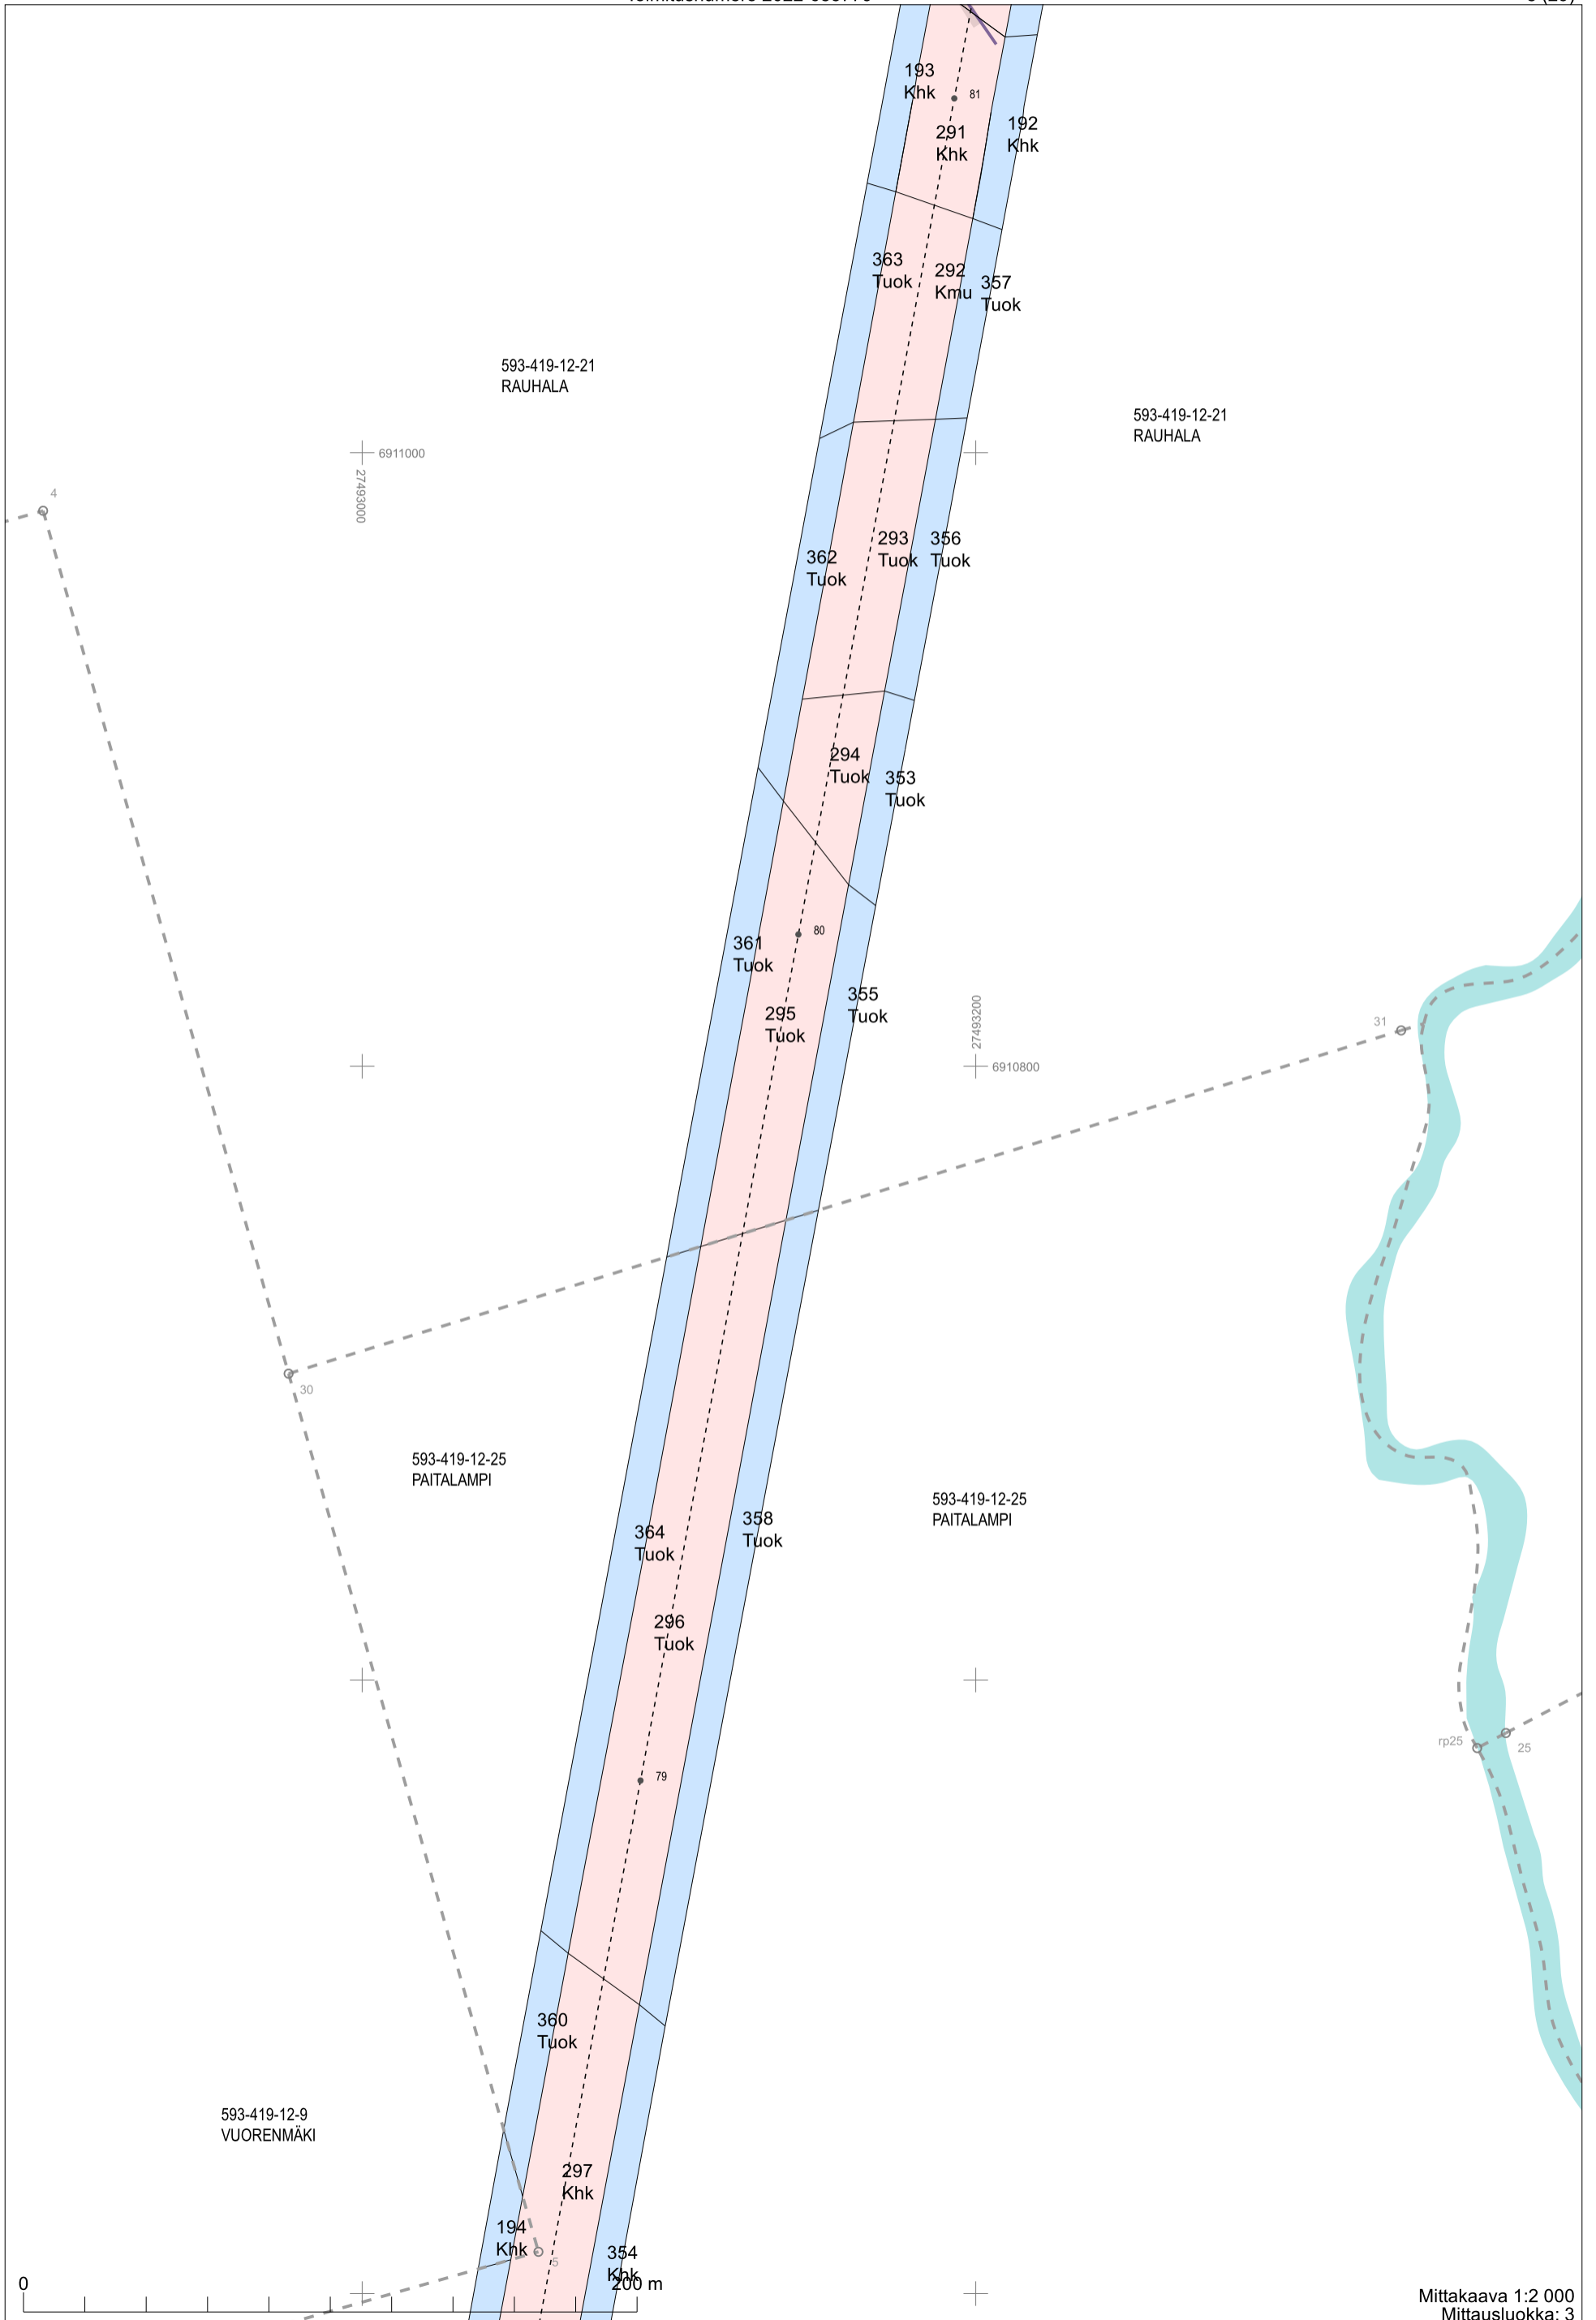 193
Khk
81
192
Khk
291
Khk
363
Tuok
292
Kmu
357
Tuok
593-419-12-21
RAUHALA
593-419-12-21
RAUHALA
6911000
27493000
4
293
Tuok
356
Tuok
362
Tuok
294
Tuok
353
Tuok
80
361
Tuok
355
Tuok
295
Tuok
27493200
31
6910800
30
593-419-12-25
PAITALAMPI
593-419-12-25
PAITALAMPI
364
Tuok
358
Tuok
296
Tuok
rp25
25
79
360
Tuok
593-419-12-9
VUORENMÄKI
297
Khk
194
Khk
5
354
Khk
0
200 m
Mittakaava 1:2 000
Mittausluokka: 3